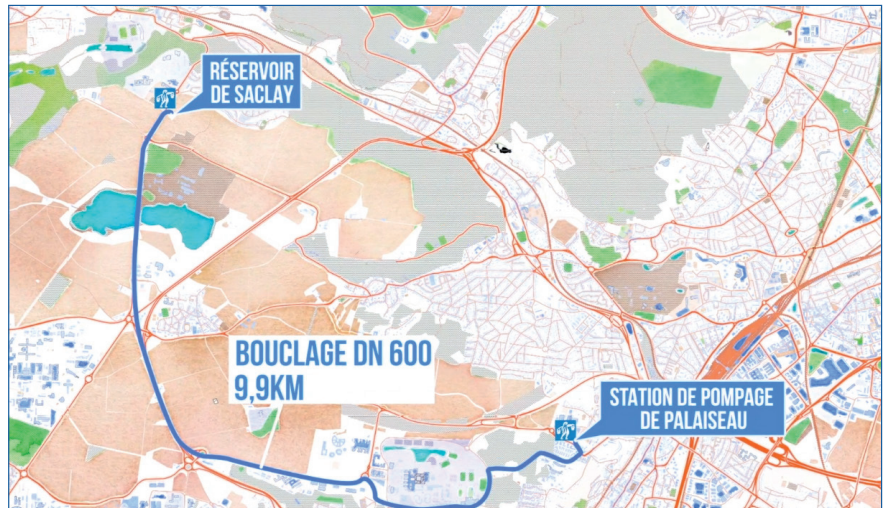 RÉSERVOIR
DE SACLAY
BOUCLAGE DN 600
9,9KM
STATION DE POMPAGE
DE PALAISEAU